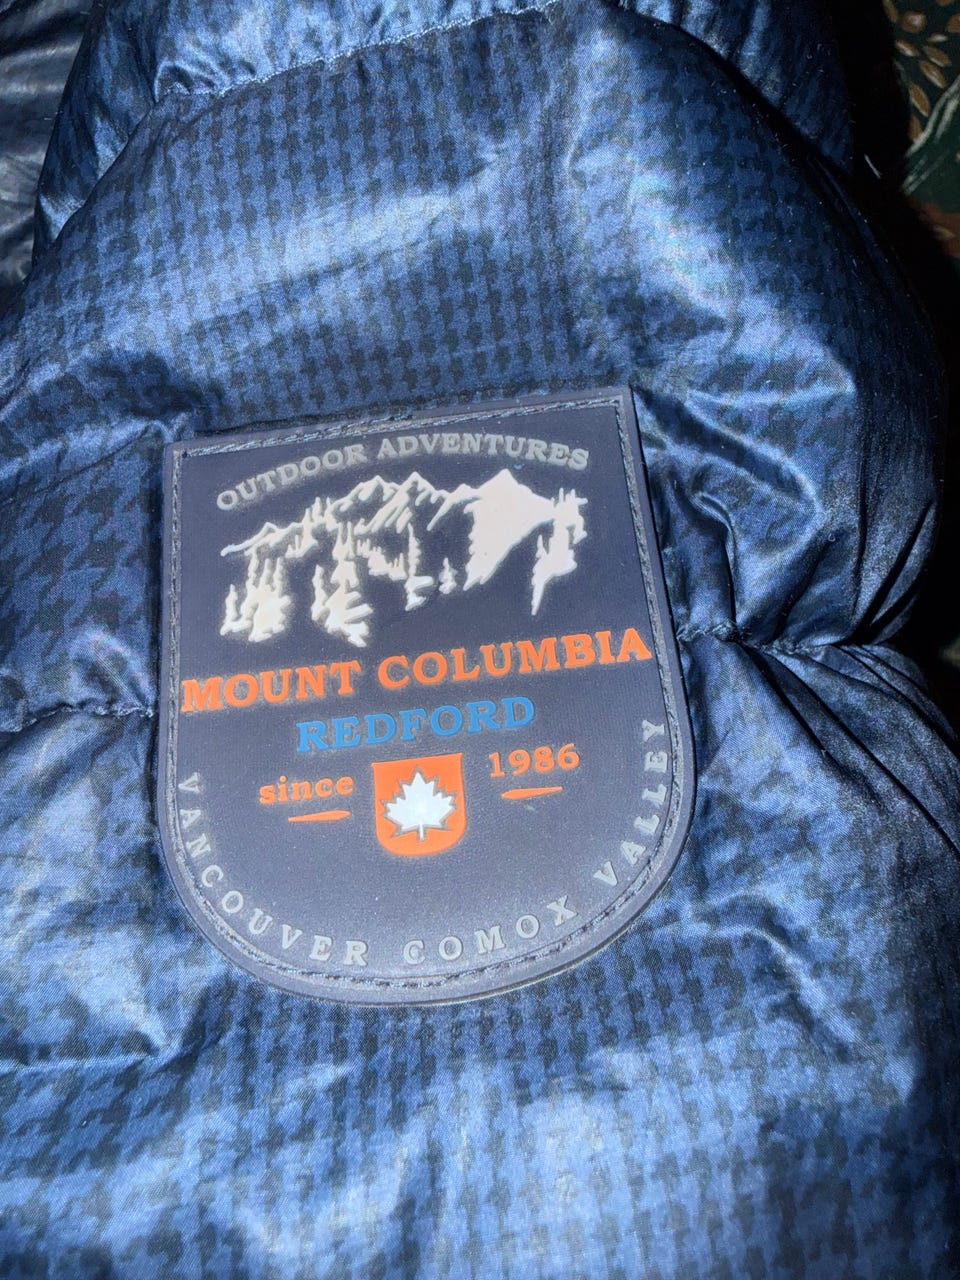 OUTDOOR ADVENTURES
MOUNT COLUMBIA
REDFORD
since 1986
VANCOUVER COMOX VALLEY